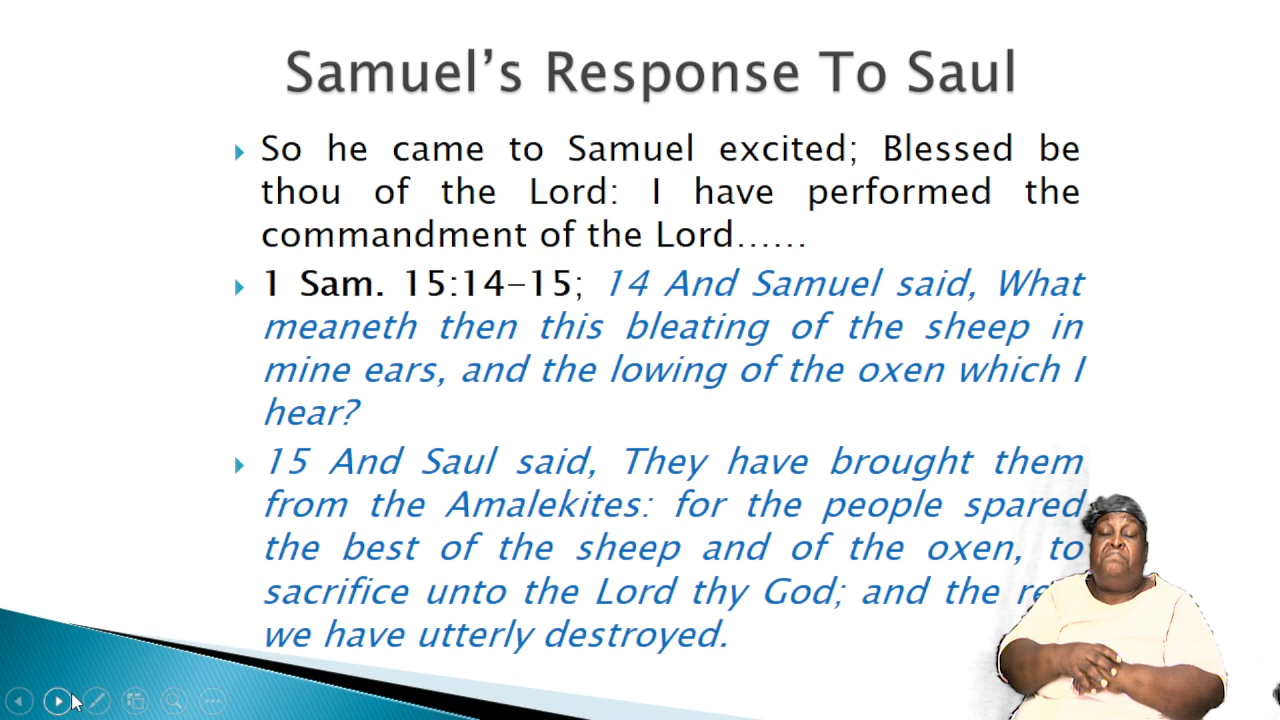 Samuel’s Response To Saul
So he came to Samuel excited; Blessed be
thou of the Lord: I have performed the
commandment of the Lord……
1 Sam. 15:14-15; 14 And Samuel said, What
meaneth then this bleating of the sheep in
mine ears, and the lowing of the oxen which I
hear?
15 And Saul said, They have brought them
from the Amalekites: for the people spared
the best of the sheep and of the oxen, to
sacrifice unto the Lord thy God; and the
we have utterly destroyed.